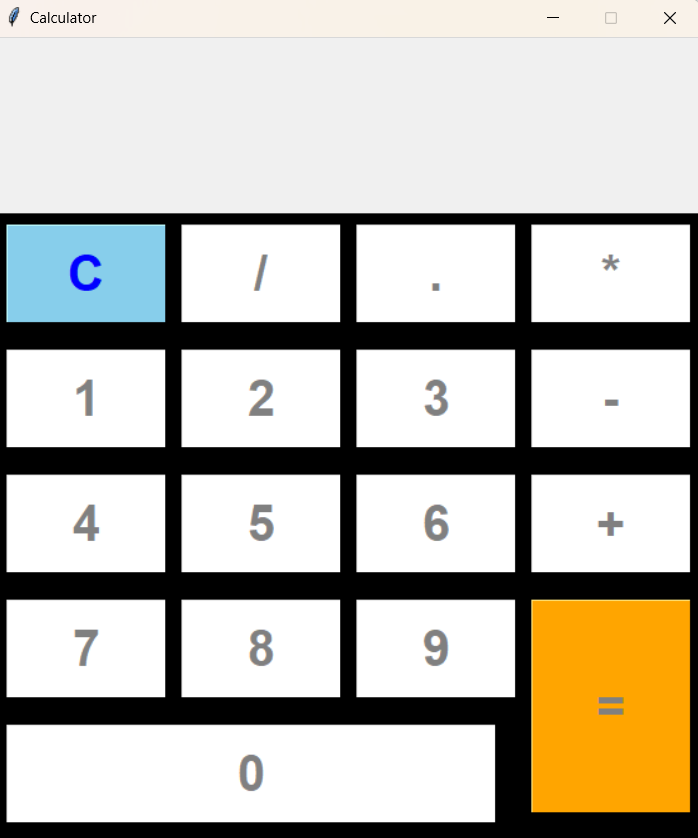 Calculator
C / . *
1 2 3 -
4 5 6 +
7 8 9 =
0